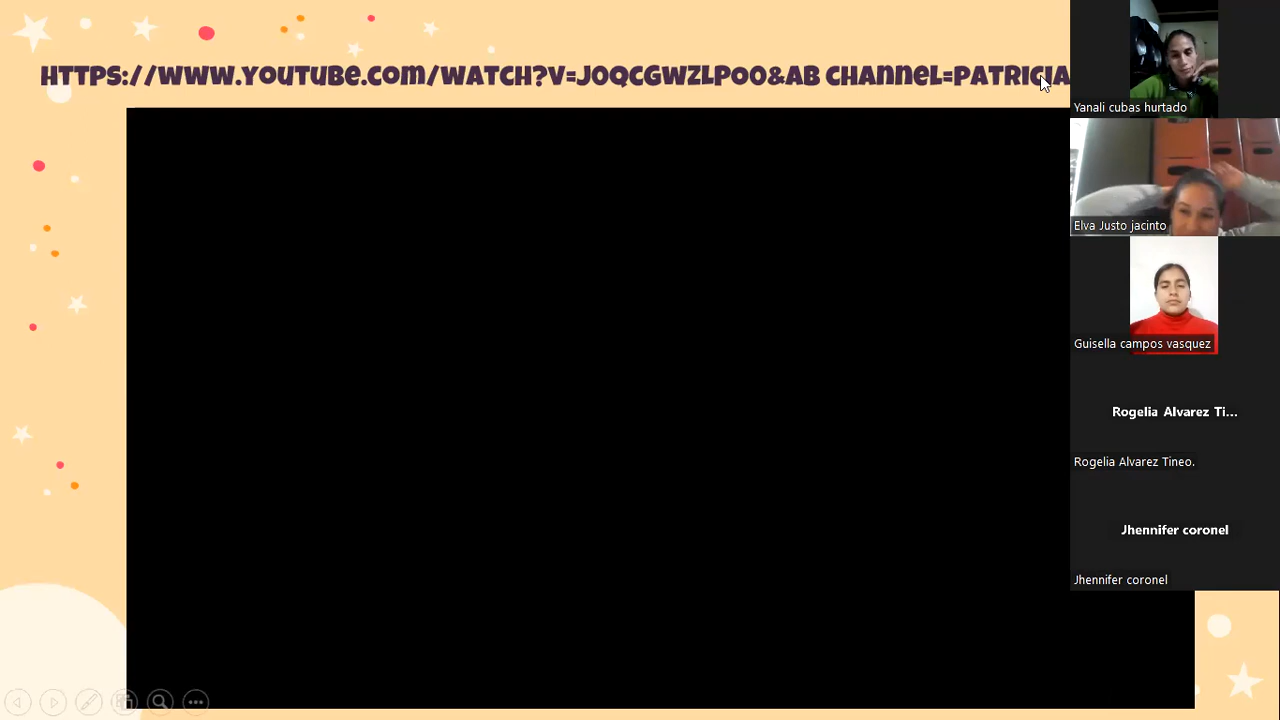 HTTPS://WWW.YOUTUBE.COM/WATCH?V=J0QCGWZLPO0&AB CHANNEL=PATRICIA
Yanali cubas hurtado
Elva Justo jacinto
Guisella campos vasquez
Rogelia Alvarez Ti...
Rogelia Alvarez Tineo.
Jhennifer coronel
Jhennifer coronel